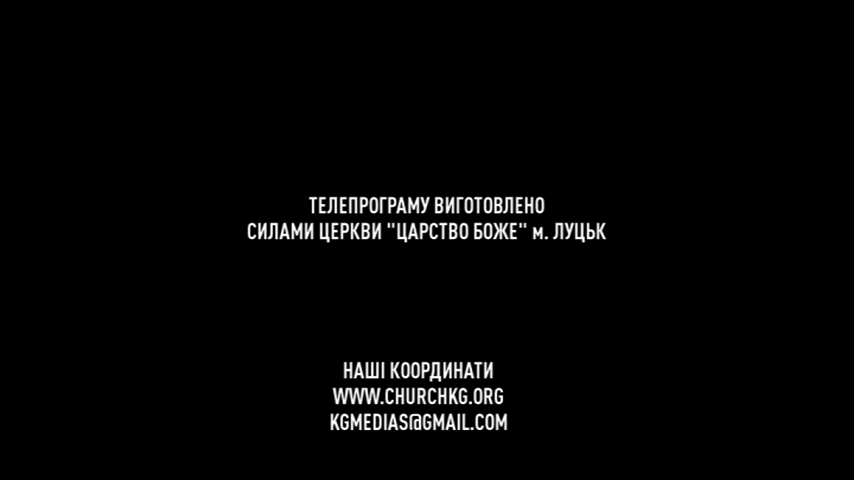 ТЕЛЕПРОГРАМУ ВИГОТОВЛЕНО
СИЛАМИ ЦЕРКВИ "ЦАРСТВО БОЖЕ" м. ЛУЦЬК
НАШІ КООРДИНАТИ
WWW.CHURCHKG.ORG
KGMEDIAS@GMAIL.COM